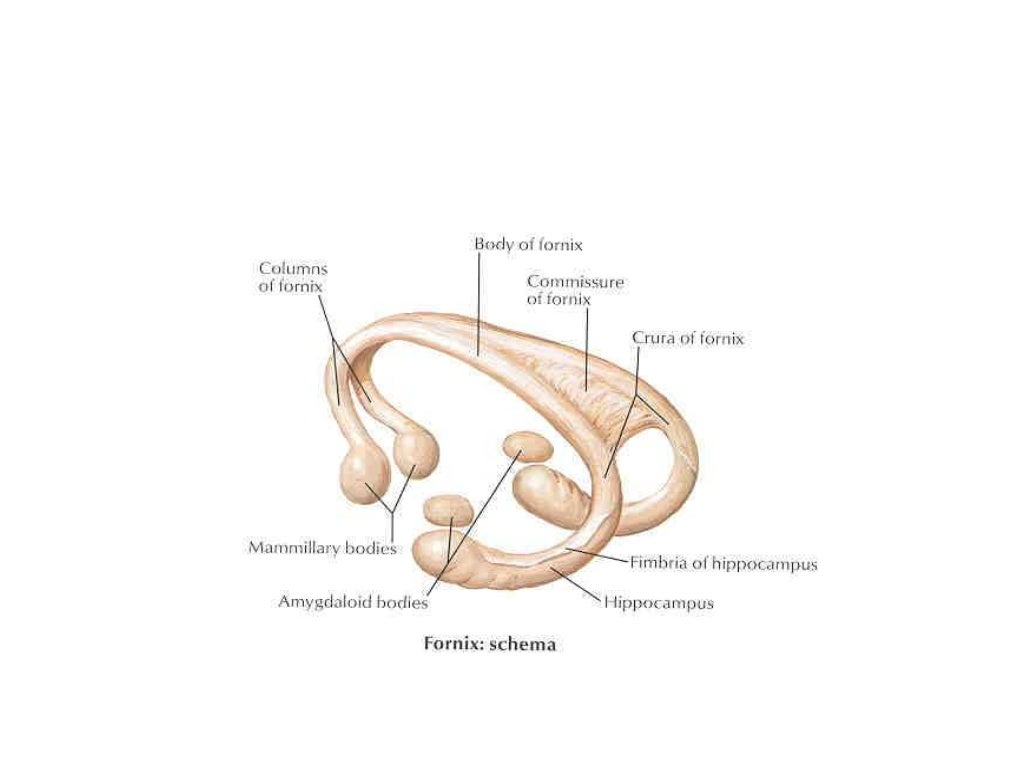 Body of fornix
Columns
of fornix
Commissure
of fornix
Crura of fornix
Mammillary bodies
Fimbria of hippocampus
Amygdaloid bodies
Hippocampus
Fornix: schema